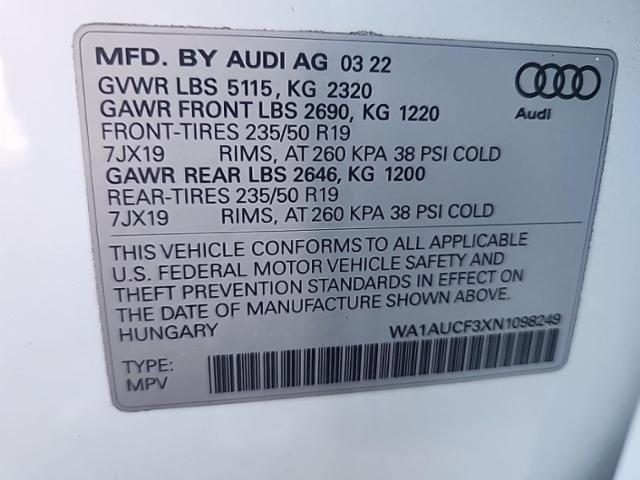 MFD. BY AUDI AG 03 22
GVWR LBS 5115, KG 2320
GAWR FRONT LBS 2690, KG 1220
FRONT-TIRES 235/50 R19
7JX19 RIMS, AT 260 KPA 38 PSI COLD
GAWR REAR LBS 2646, KG 1200
REAR-TIRES 235/50 R19
7JX19 RIMS, AT 260 KPA 38 PSI COLD
Audi
THIS VEHICLE CONFORMS TO ALL APPLICABLE
U.S. FEDERAL MOTOR VEHICLE SAFETY AND
THEFT PREVENTION STANDARDS IN EFFECT ON
THE DATE OF MANUFACTURE SHOWN ABOVE.
HUNGARY
WA1AUCF3XN1098249
TYPE:
MPV